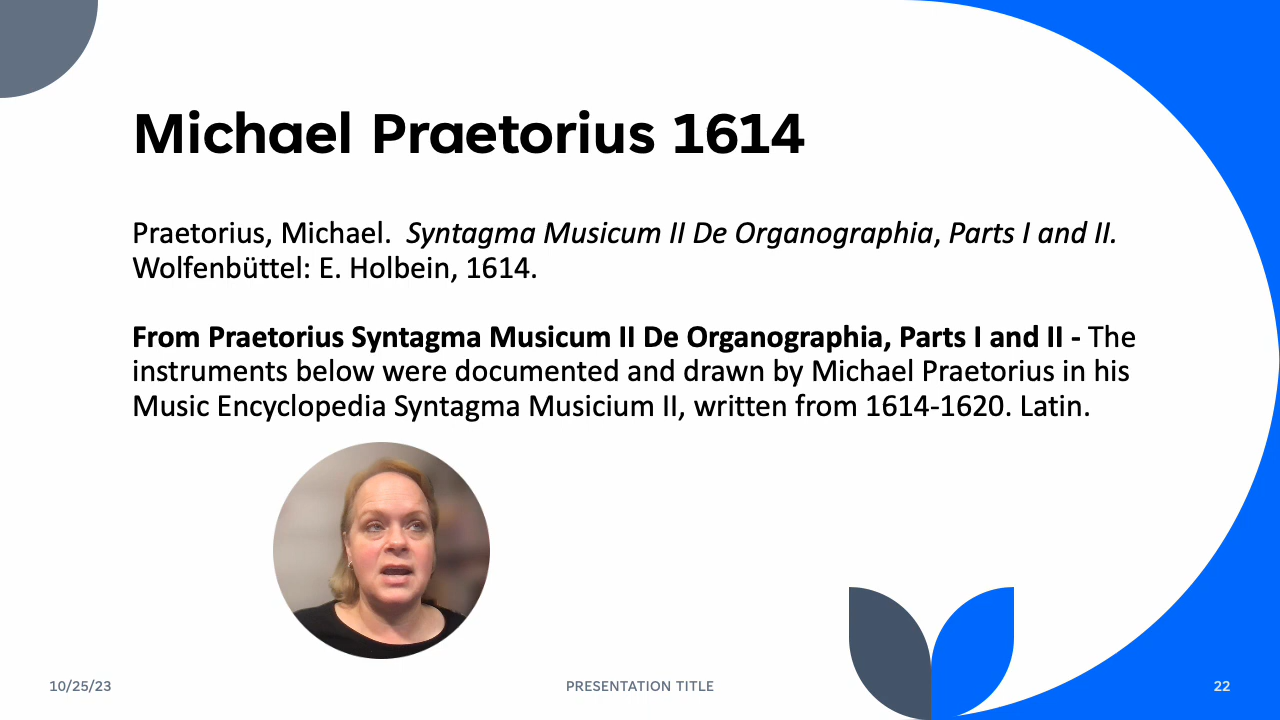 Michael Praetorius 1614
Praetorius, Michael. Syntagma Musicum II De Organographia, Parts I and II.
Wolfenbüttel: E. Holbein, 1614.
From Praetorius Syntagma Musicum II De Organographia, Parts I and II - The
instruments below were documented and drawn by Michael Praetorius in his
Music Encyclopedia Syntagma Musicium II, written from 1614-1620. Latin.
10/25/23
PRESENTATION TITLE
22